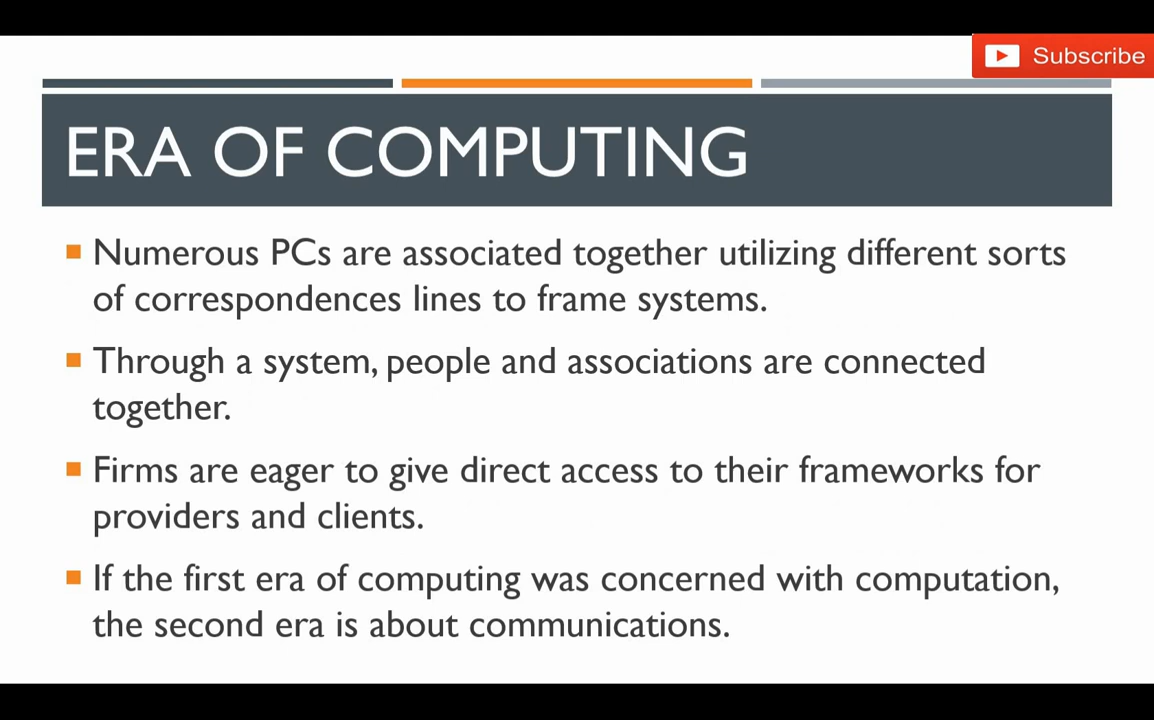 Subscribe
ERA OF COMPUTING
Numerous PCs are associated together utilizing different sorts
of correspondences lines to frame systems.
Through a system, people and associations are connected
together.
Firms are eager to give direct access to their frameworks for
providers and clients.
If the first era of computing was concerned with computation,
the second era is about communications.